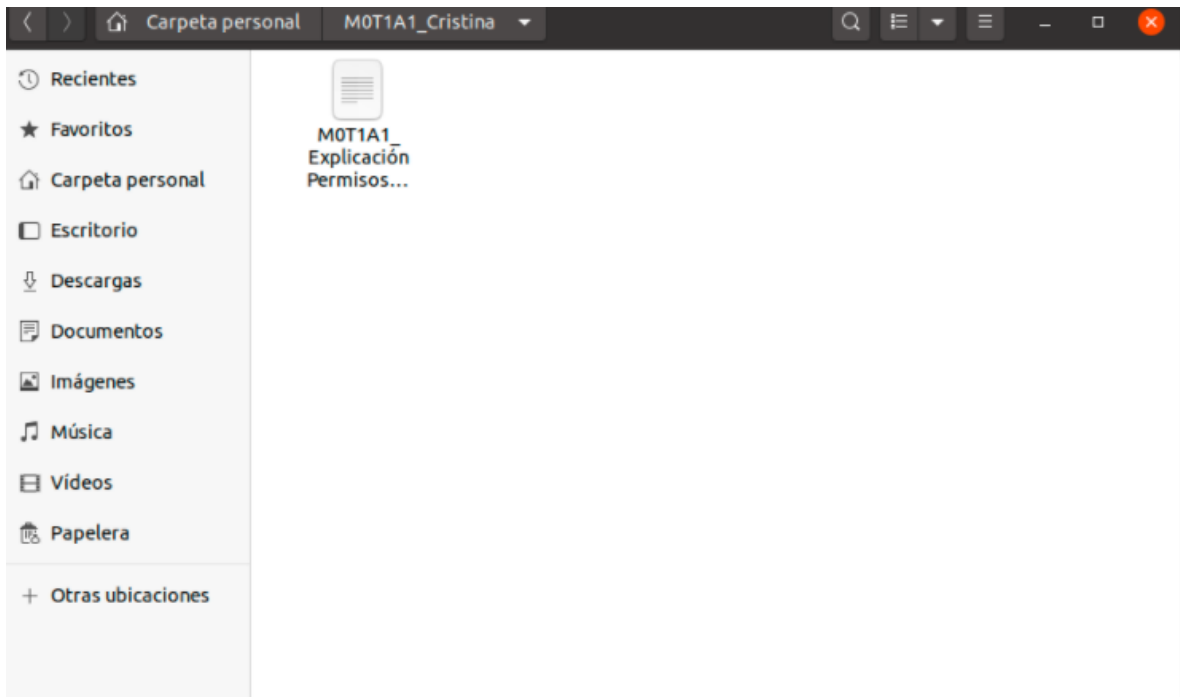 Carpeta personal M0T1A1_Cristina
Recientes
Favoritos
Carpeta personal
Escritorio
Descargas
Documentos
Imágenes
Música
Vídeos
Papelera
Otras ubicaciones
M0T1A1_
Explicación
Permisos...